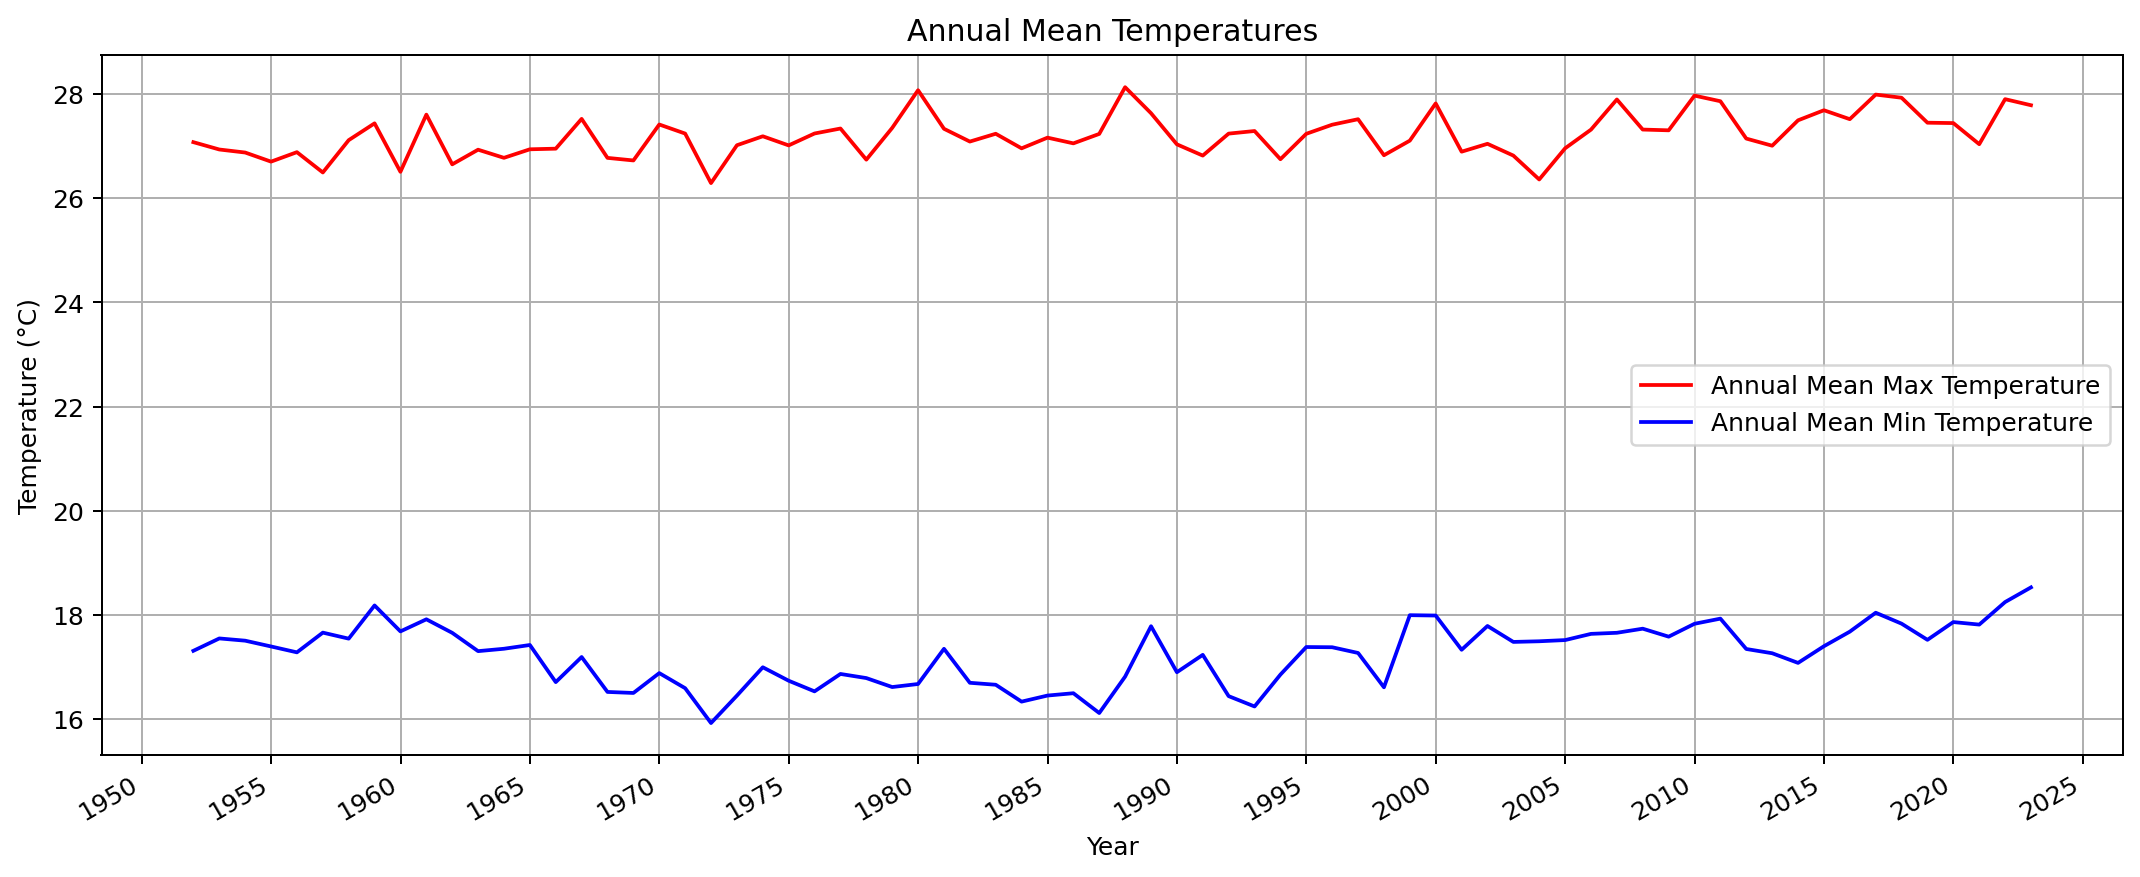 Annual Mean Temperatures
28
26
24
22
20
18
16
Temperature (°C)
Annual Mean Max Temperature
Annual Mean Min Temperature
1950 1955 1960 1965 1970 1975 1980 1985 1990 1995 2000 2005 2010 2015 2020 2025
Year